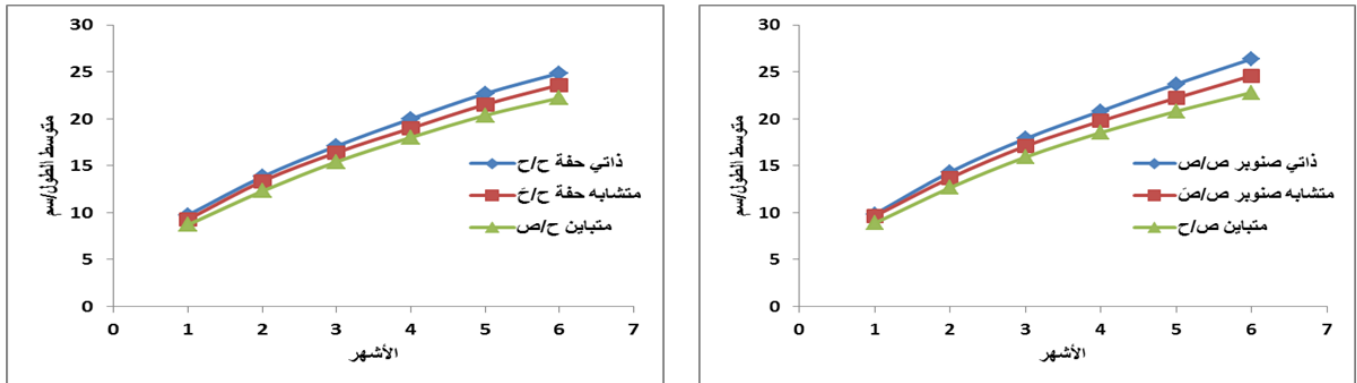 30
25
20
15
10
5
0
متوسط الطول/سم
ذاتي حفة ح/ح
متشابه حفة ح/حَ
متباين ح/ص
0 1 2 3 4 5 6 7
الأشهر
30
25
20
15
10
5
0
متوسط الطول/سم
ذاتي صنوبر ص/ص
متشابه صنوبر ص/صَ
متباين ص/ح
0 1 2 3 4 5 6 7
الأشهر